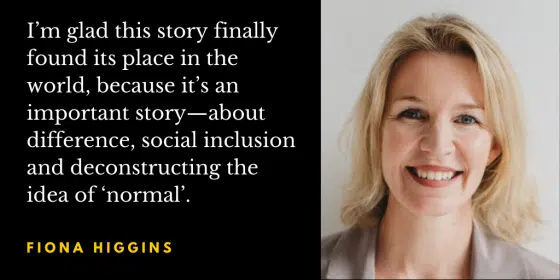 I’m glad this story finally
found its place in the
world, because it’s an
important story—about
difference, social inclusion
and deconstructing the
idea of ‘normal’.
FIONA HIGGINS